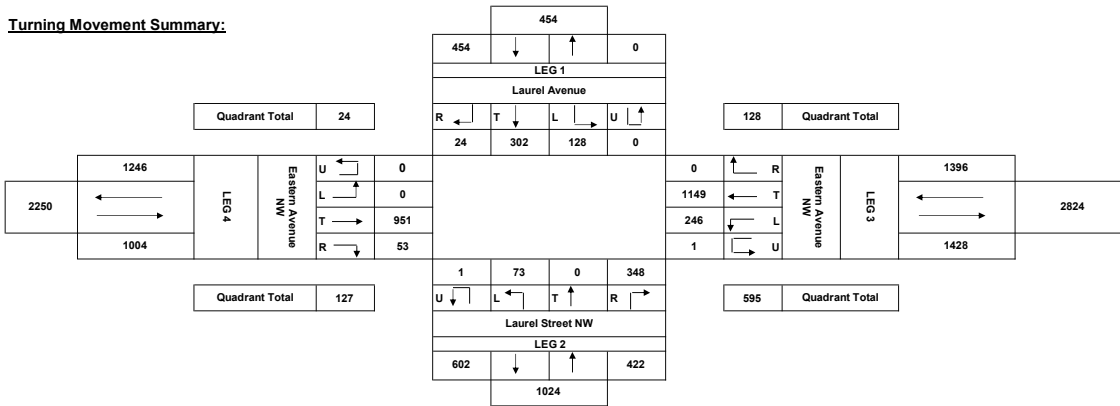 Turning Movement Summary:
454
454 0
LEG 1
Laurel Avenue
Quadrant Total 24
R T L U
128 Quadrant Total
24 302 128 0
1246
U 0
0 R
1396
2250
LEG 4
Eastern Avenue NW
L 0
1149 T
Eastern Avenue NW
LEG 3
2824
T 951
246 L
1004
R 53
1 U
1428
1 73 0 348
Quadrant Total 127
U L T R
595 Quadrant Total
Laurel Street NW
LEG 2
602 422
1024